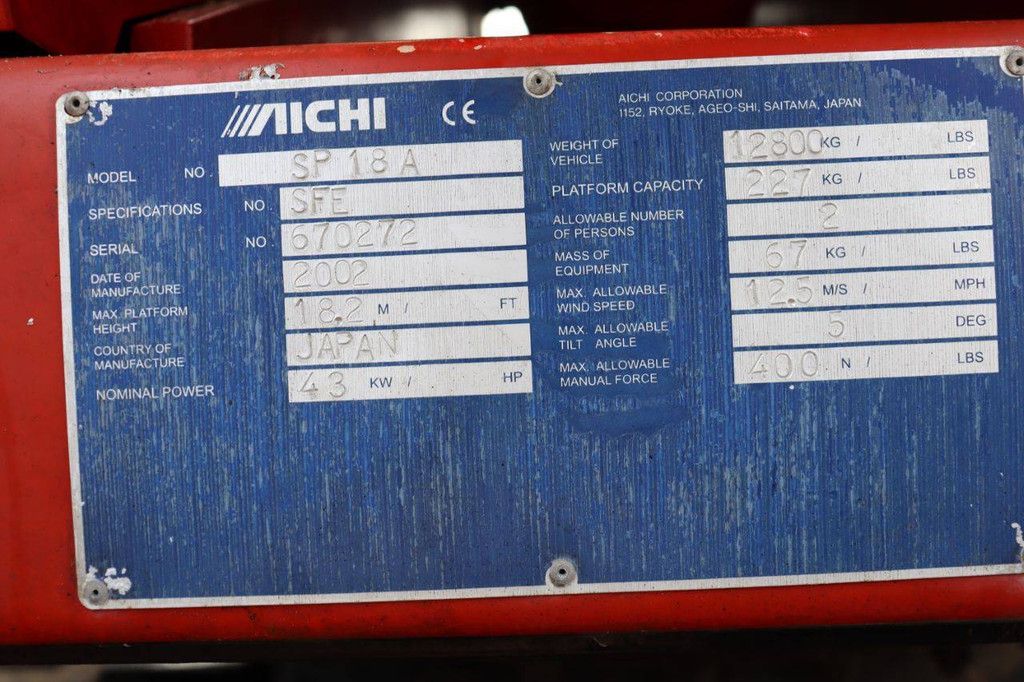 AICHI CE
AICHI CORPORATION
1152, RYOKE, AGEO-SHI, SAITAMA, JAPAN
MODEL NO. SP18A
SPECIFICATIONS NO. SFE
SERIAL NO. 670272
DATE OF
MANUFACTURE 2002
MAX. PLATFORM
HEIGHT 18.2 M / FT
COUNTRY OF
MANUFACTURE JAPAN
NOMINAL POWER 43 KW / HP
WEIGHT OF
VEHICLE 12800 KG / LBS
PLATFORM CAPACITY 227 KG / LBS
ALLOWABLE NUMBER
OF PERSONS 2
MASS OF
EQUIPMENT 67 KG / LBS
MAX. ALLOWABLE
WIND SPEED 12.5 M/S / MPH
MAX. ALLOWABLE
TILT ANGLE 5 DEG
MAX. ALLOWABLE
MANUAL FORCE 400 N / LBS